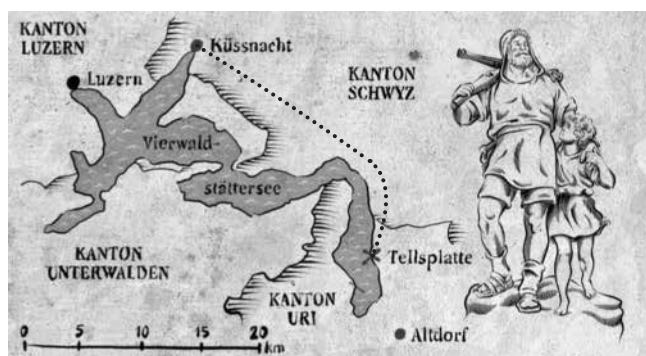 KANTON
LUZERN
Küssnacht
Luzern
KANTON
SCHWYZ
Vierwald-
stättersee
KANTON
UNTERWALDEN
Tellsplatte
KANTON
URI
Altdorf
0 5 10 15 20
km